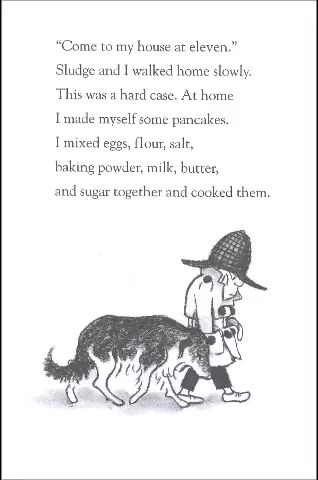 “Come to my house at eleven.”
Sludge and I walked home slowly.
This was a hard case. At home
I made myself some pancakes.
I mixed eggs, flour, salt,
baking powder, milk, butter,
and sugar together and cooked them.